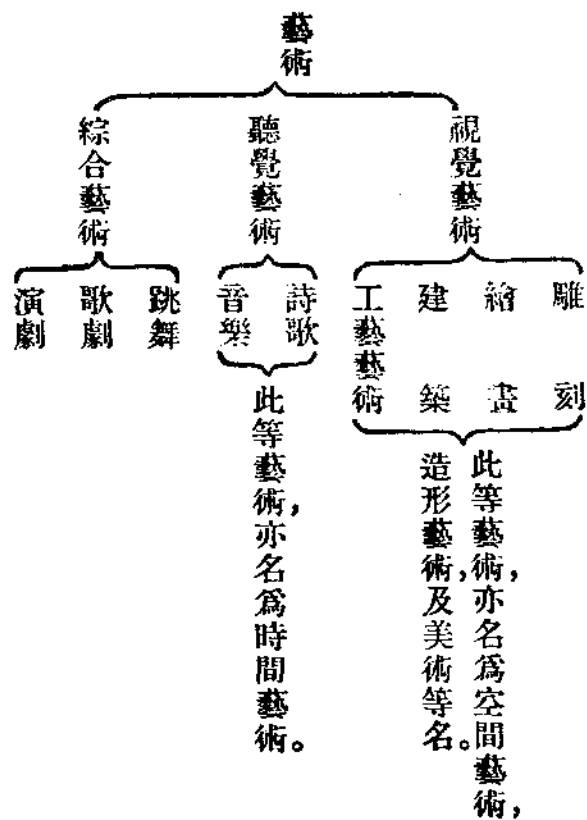 藝術
視覺藝術
雕刻
繪畫
建築
工藝藝術
此等藝術，亦名爲空間藝術，
造形藝術，及美術等名。
聽覺藝術
詩歌
音樂
此等藝術，亦名爲時間藝術。
綜合藝術
跳舞
歌劇
演劇